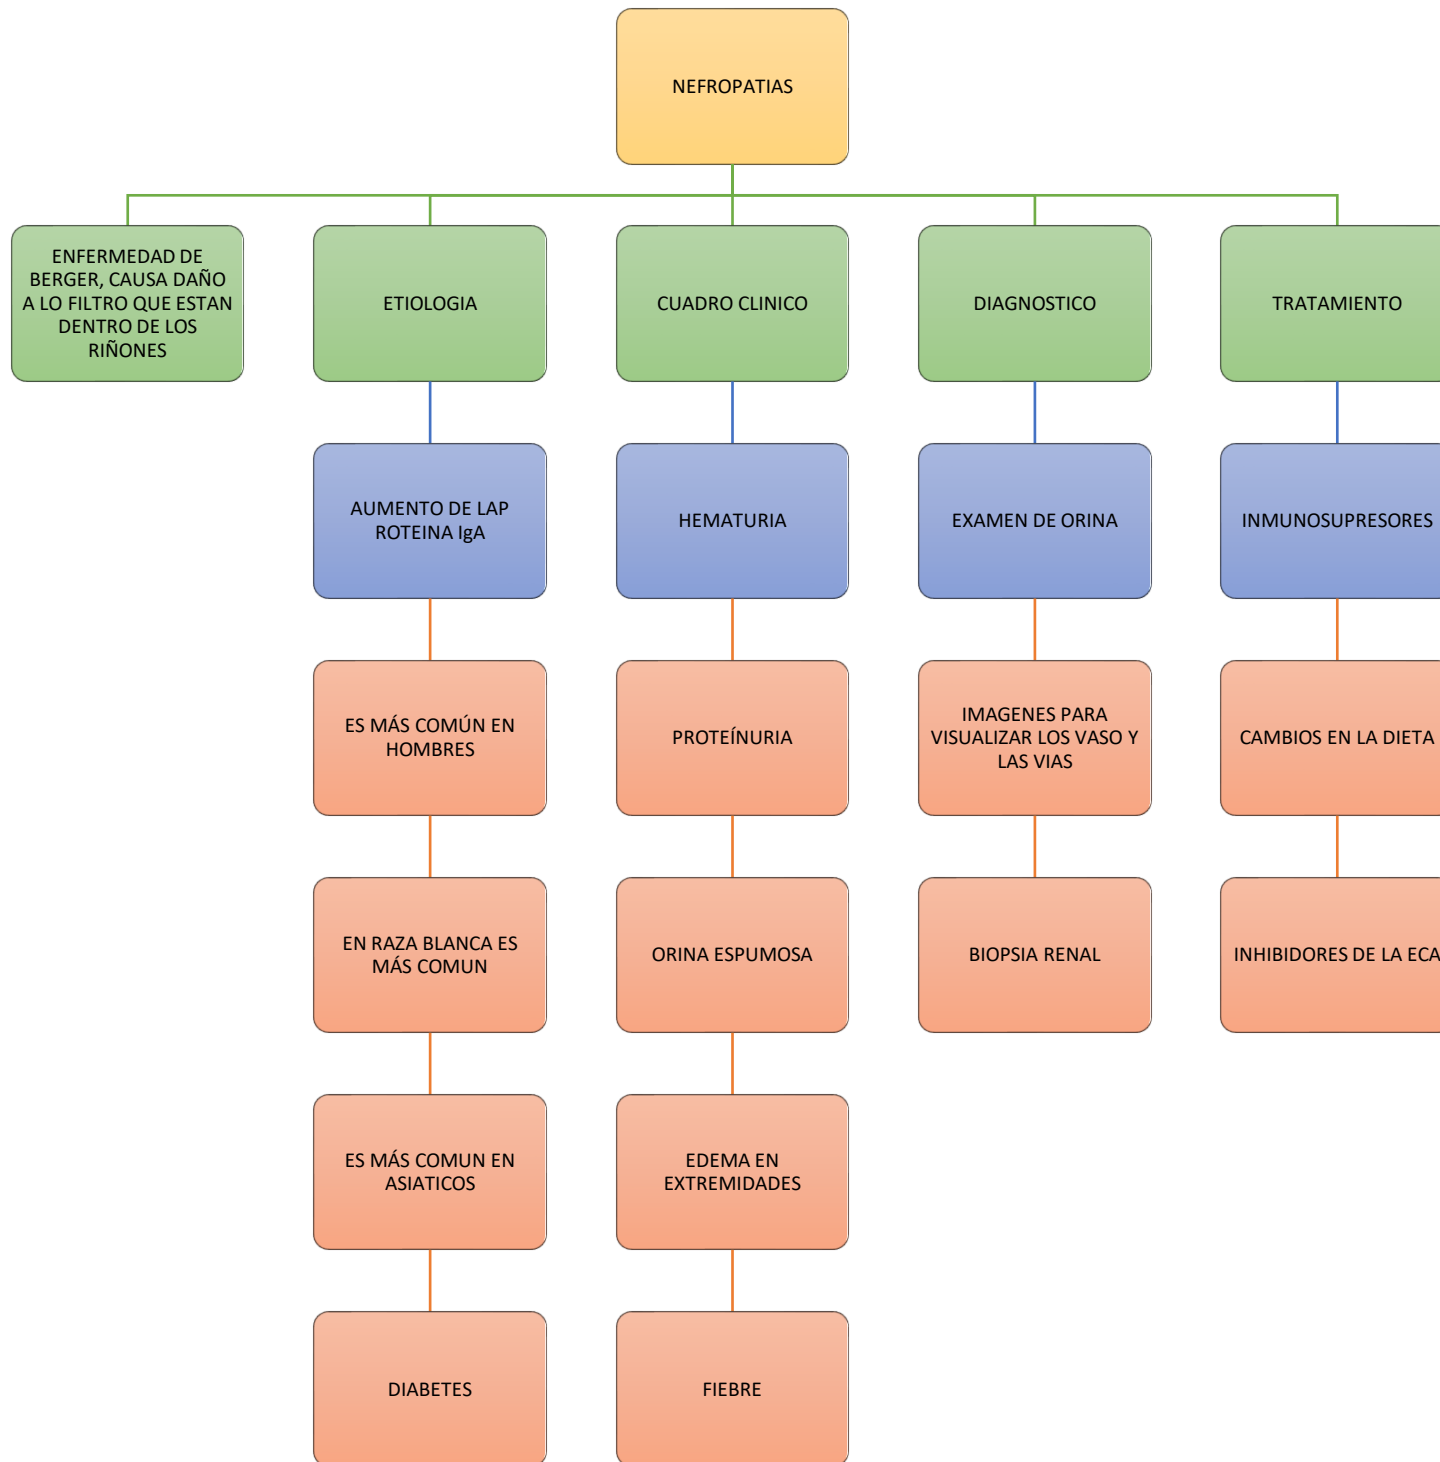 NEFROPATIAS
ENFERMEDAD DE
BERGER, CAUSA DAÑO
A LO FILTRO QUE ESTAN
DENTRO DE LOS
RIÑONES
ETIOLOGIA
CUADRO CLINICO
DIAGNOSTICO
TRATAMIENTO
AUMENTO DE LAP
ROTEINA IgA
HEMATURIA
EXAMEN DE ORINA
INMUNOSUPRESORES
ES MÁS COMÚN EN
HOMBRES
PROTEÍNURIA
IMAGENES PARA
VISUALIZAR LOS VASO Y
LAS VIAS
CAMBIOS EN LA DIETA
EN RAZA BLANCA ES
MÁS COMUN
ORINA ESPUMOSA
BIOPSIA RENAL
INHIBIDORES DE LA ECA
ES MÁS COMUN EN
ASIATICOS
EDEMA EN
EXTREMIDADES
DIABETES
FIEBRE